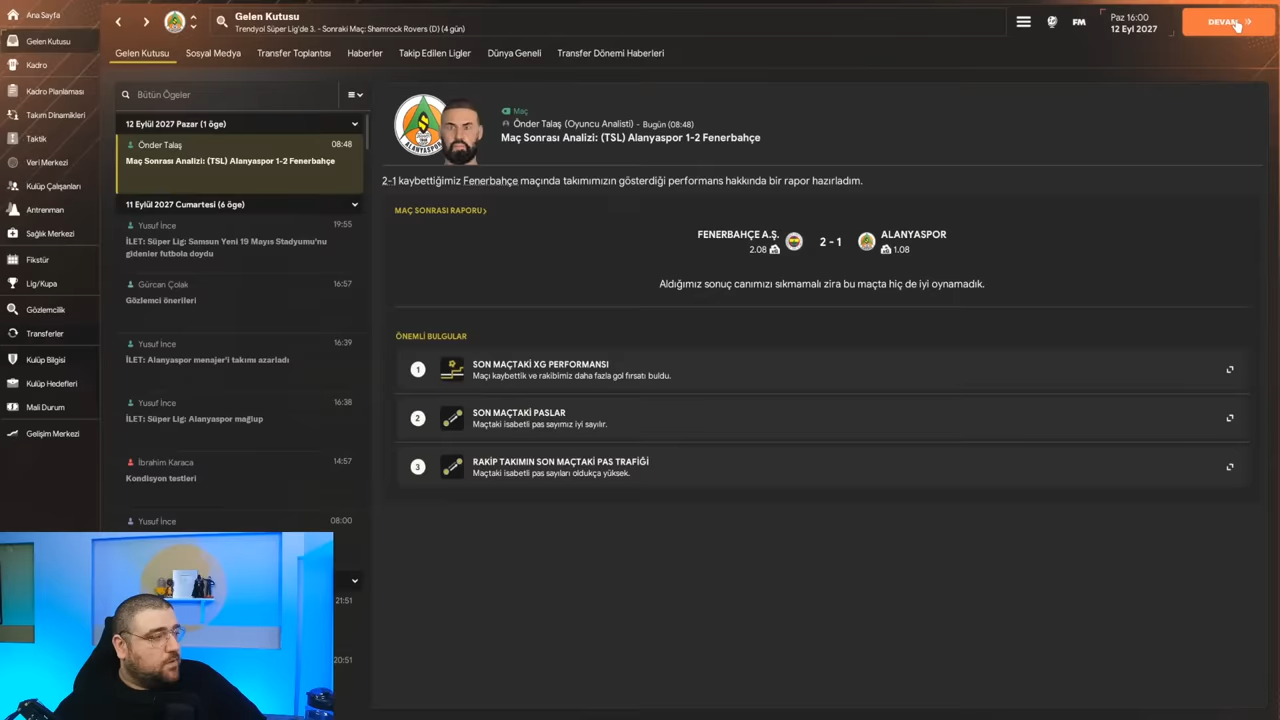 Ana Sayfa
Gelen Kutusu
Kadro
Kadro Planlaması
Takım Dinamikleri
Taktik
Veri Merkezi
Kulüp Çalışanları
Antrenman
Sağlık Merkezi
Fikstür
Lig/Kupa
Gözlemcilik
Transferler
Kulüp Bilgisi
Kulüp Hedefleri
Mali Durum
Gelişim Merkezi
Gelen Kutusu
Trendyol Süper Lig'de 3. - Sonraki Maç: Shamrock Rovers (D) (4 gün)
FM
Paz 16:00
12 Eyl 2027
DEVAM
Gelen Kutusu
Sosyal Medya
Transfer Toplantısı
Haberler
Takip Edilen Ligler
Dünya Geneli
Transfer Dönemi Haberleri
Bütün Ögeler
12 Eylül 2027 Pazar (1 öge)
Önder Talaş 08:48
Maç Sonrası Analizi: (TSL) Alanyaspor 1-2 Fenerbahçe
11 Eylül 2027 Cumartesi (6 öge)
Yusuf İnce 19:55
İLET: Süper Lig: Samsun Yeni 19 Mayıs Stadyumu'nu
gidenler futbola doydu
Gürcan Çolak 16:57
Gözlemci önerileri
Yusuf İnce 16:39
İLET: Alanyaspor menajer'i takımı azarladı
Yusuf İnce 16:38
İLET: Süper Lig: Alanyaspor mağlup
İbrahim Karaca 14:57
Kondisyon testleri
Yusuf İnce 08:00
21:51
20:51
Maç
Önder Talaş (Oyuncu Analisti) - Bugün (08:48)
Maç Sonrası Analizi: (TSL) Alanyaspor 1-2 Fenerbahçe
2-1 kaybettiğimiz Fenerbahçe maçında takımımızın gösterdiği performans hakkında bir rapor hazırladım.
MAÇ SONRASI RAPORU
FENERBAHÇE A.Ş. 2 - 1 ALANYASPOR
2.08 1.08
Aldığımız sonuç canımızı sıkmamalı zira bu maçta hiç de iyi oynamadık.
ÖNEMLİ BULGULAR
1 SON MAÇTAKİ XG PERFORMANSI
Maçı kaybettik ve rakibimiz daha fazla gol fırsatı buldu.
2 SON MAÇTAKİ PASLAR
Maçtaki isabetli pas sayımız iyi sayılır.
3 RAKİP TAKIMIN SON MAÇTAKİ PAS TRAFİĞİ
Maçtaki isabetli pas sayıları oldukça yüksek.